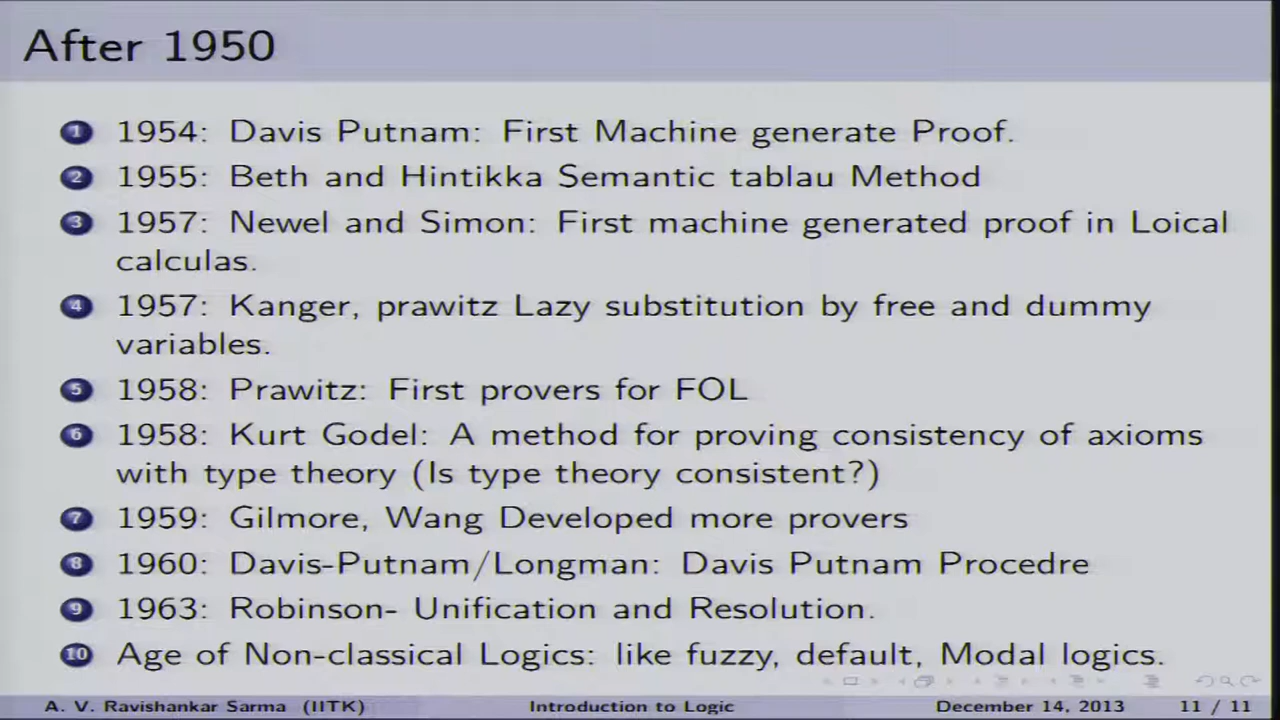 After 1950
1 1954: Davis Putnam: First Machine generate Proof.
2 1955: Beth and Hintikka Semantic tablau Method
3 1957: Newel and Simon: First machine generated proof in Loical
calculas.
4 1957: Kanger, prawitz Lazy substitution by free and dummy
variables.
5 1958: Prawitz: First provers for FOL
6 1958: Kurt Godel: A method for proving consistency of axioms
with type theory (Is type theory consistent?)
7 1959: Gilmore, Wang Developed more provers
8 1960: Davis-Putnam/Longman: Davis Putnam Procedre
9 1963: Robinson- Unification and Resolution.
10 Age of Non-classical Logics: like fuzzy, default, Modal logics.
A. V. Ravishankar Sarma (IITK) Introduction to Logic December 14, 2013 11 / 11